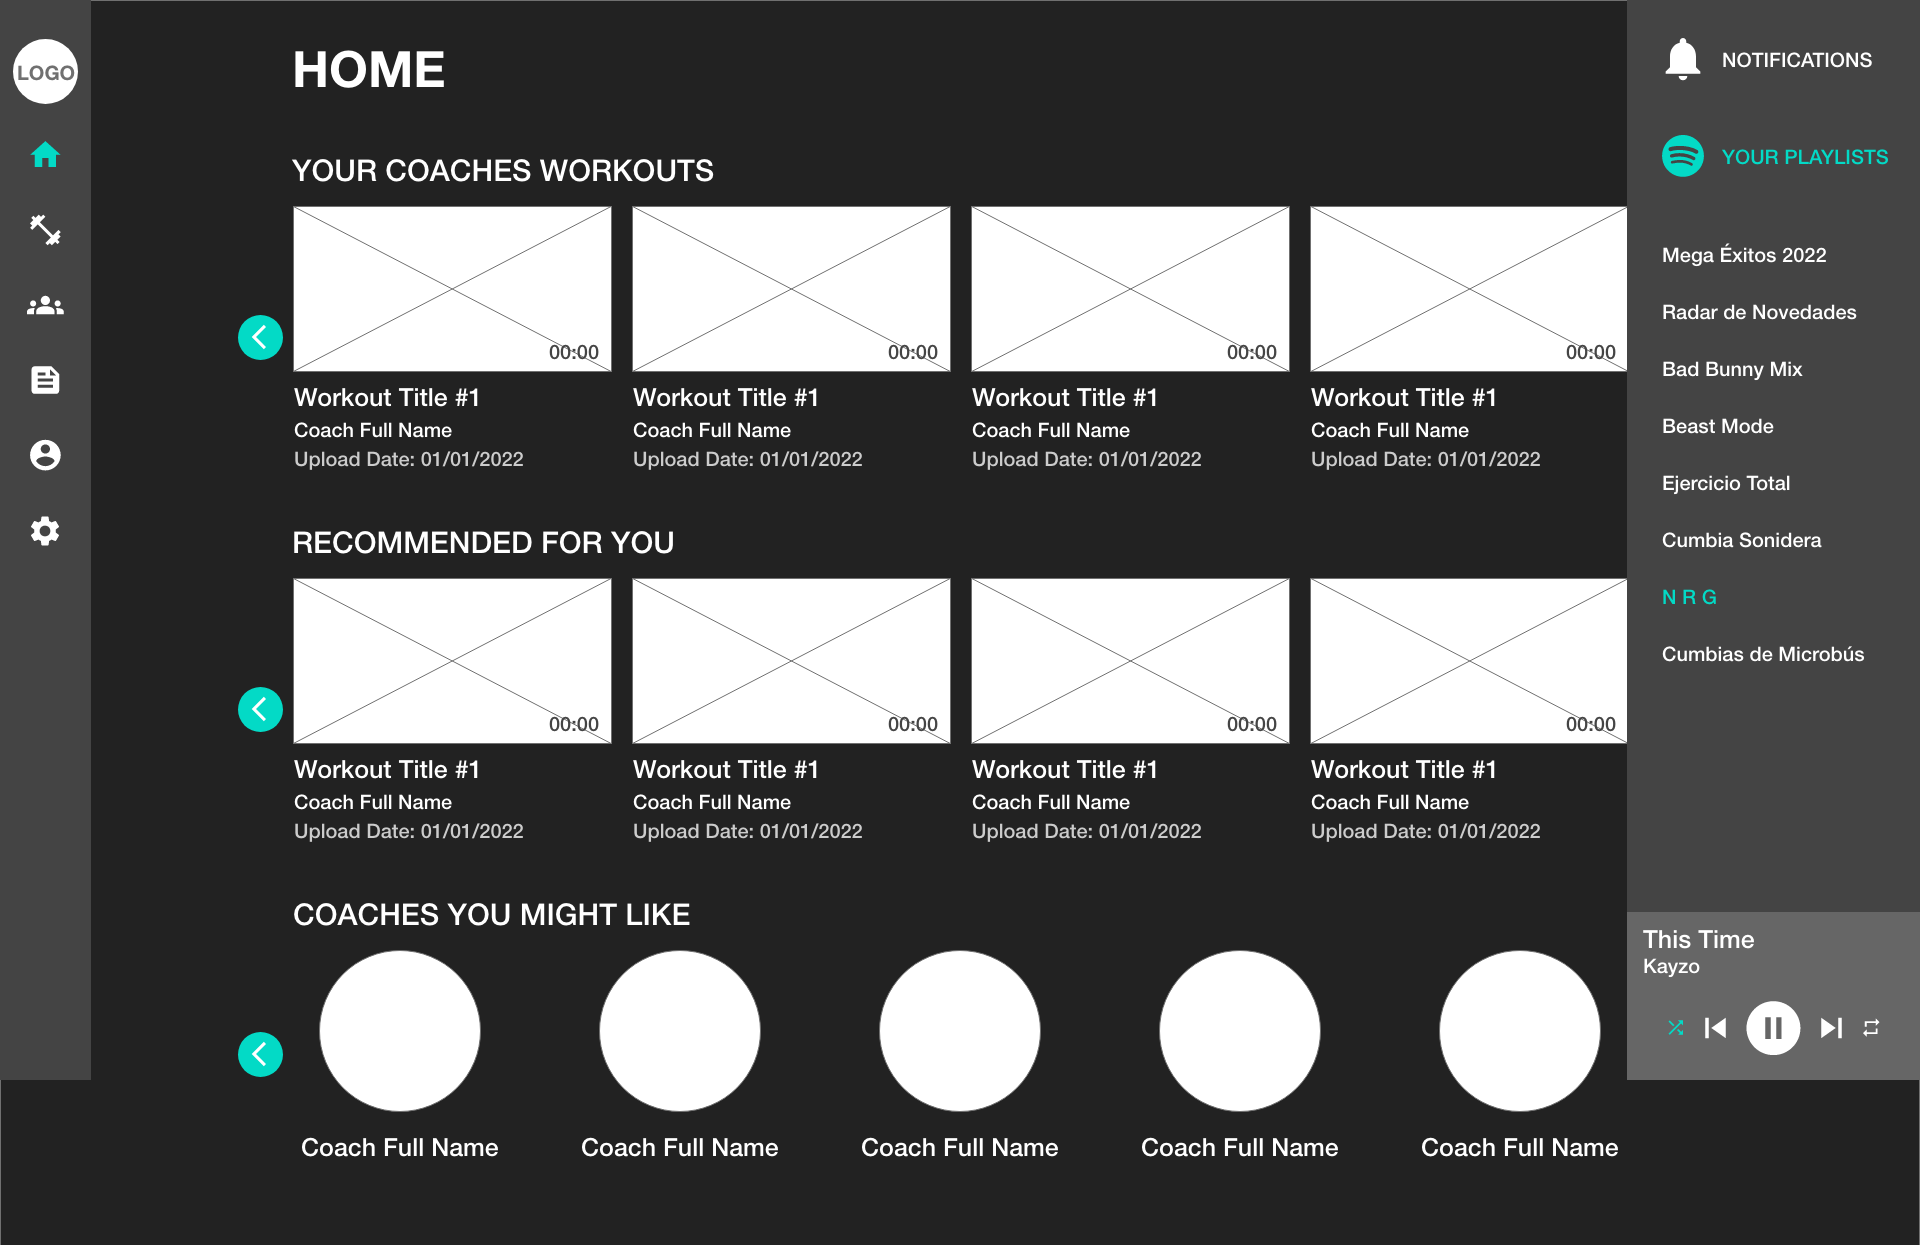 LOGO
HOME
YOUR COACHES WORKOUTS
00:00
00:00
00:00
00:00
Workout Title #1
Workout Title #1
Workout Title #1
Workout Title #1
Coach Full Name
Coach Full Name
Coach Full Name
Coach Full Name
Upload Date: 01/01/2022
Upload Date: 01/01/2022
Upload Date: 01/01/2022
Upload Date: 01/01/2022
RECOMMENDED FOR YOU
00:00
00:00
00:00
00:00
Workout Title #1
Workout Title #1
Workout Title #1
Workout Title #1
Coach Full Name
Coach Full Name
Coach Full Name
Coach Full Name
Upload Date: 01/01/2022
Upload Date: 01/01/2022
Upload Date: 01/01/2022
Upload Date: 01/01/2022
COACHES YOU MIGHT LIKE
Coach Full Name
Coach Full Name
Coach Full Name
Coach Full Name
Coach Full Name
NOTIFICATIONS
YOUR PLAYLISTS
Mega Éxitos 2022
Radar de Novedades
Bad Bunny Mix
Beast Mode
Ejercicio Total
Cumbia Sonidera
N R G
Cumbias de Microbús
This Time
Kayzo